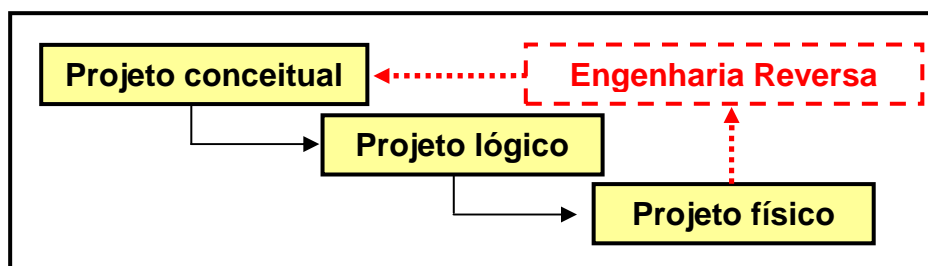 Projeto conceitual
Engenharia Reversa
Projeto lógico
Projeto físico